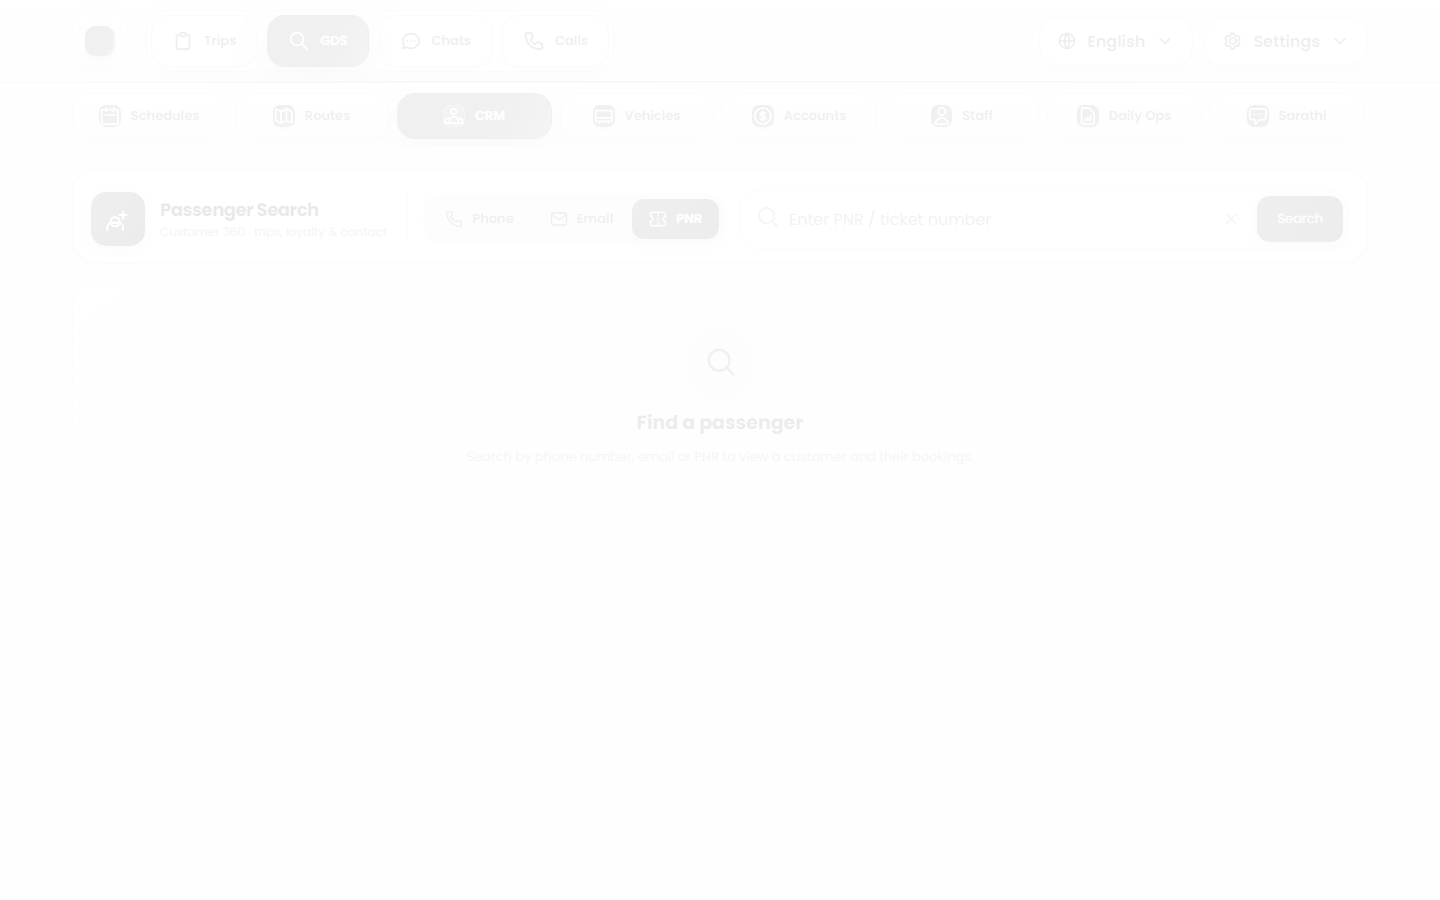 Trips
GDS
Chats
Calls
English
Settings
Schedules
Routes
CRM
Vehicles
Accounts
Staff
Daily Ops
Sarathi
Passenger Search
Customer 360 · trips, loyalty & contact
Phone
Email
PNR
Enter PNR / ticket number
Search
Find a passenger
Search by phone number, email or PNR to view a customer and their bookings.